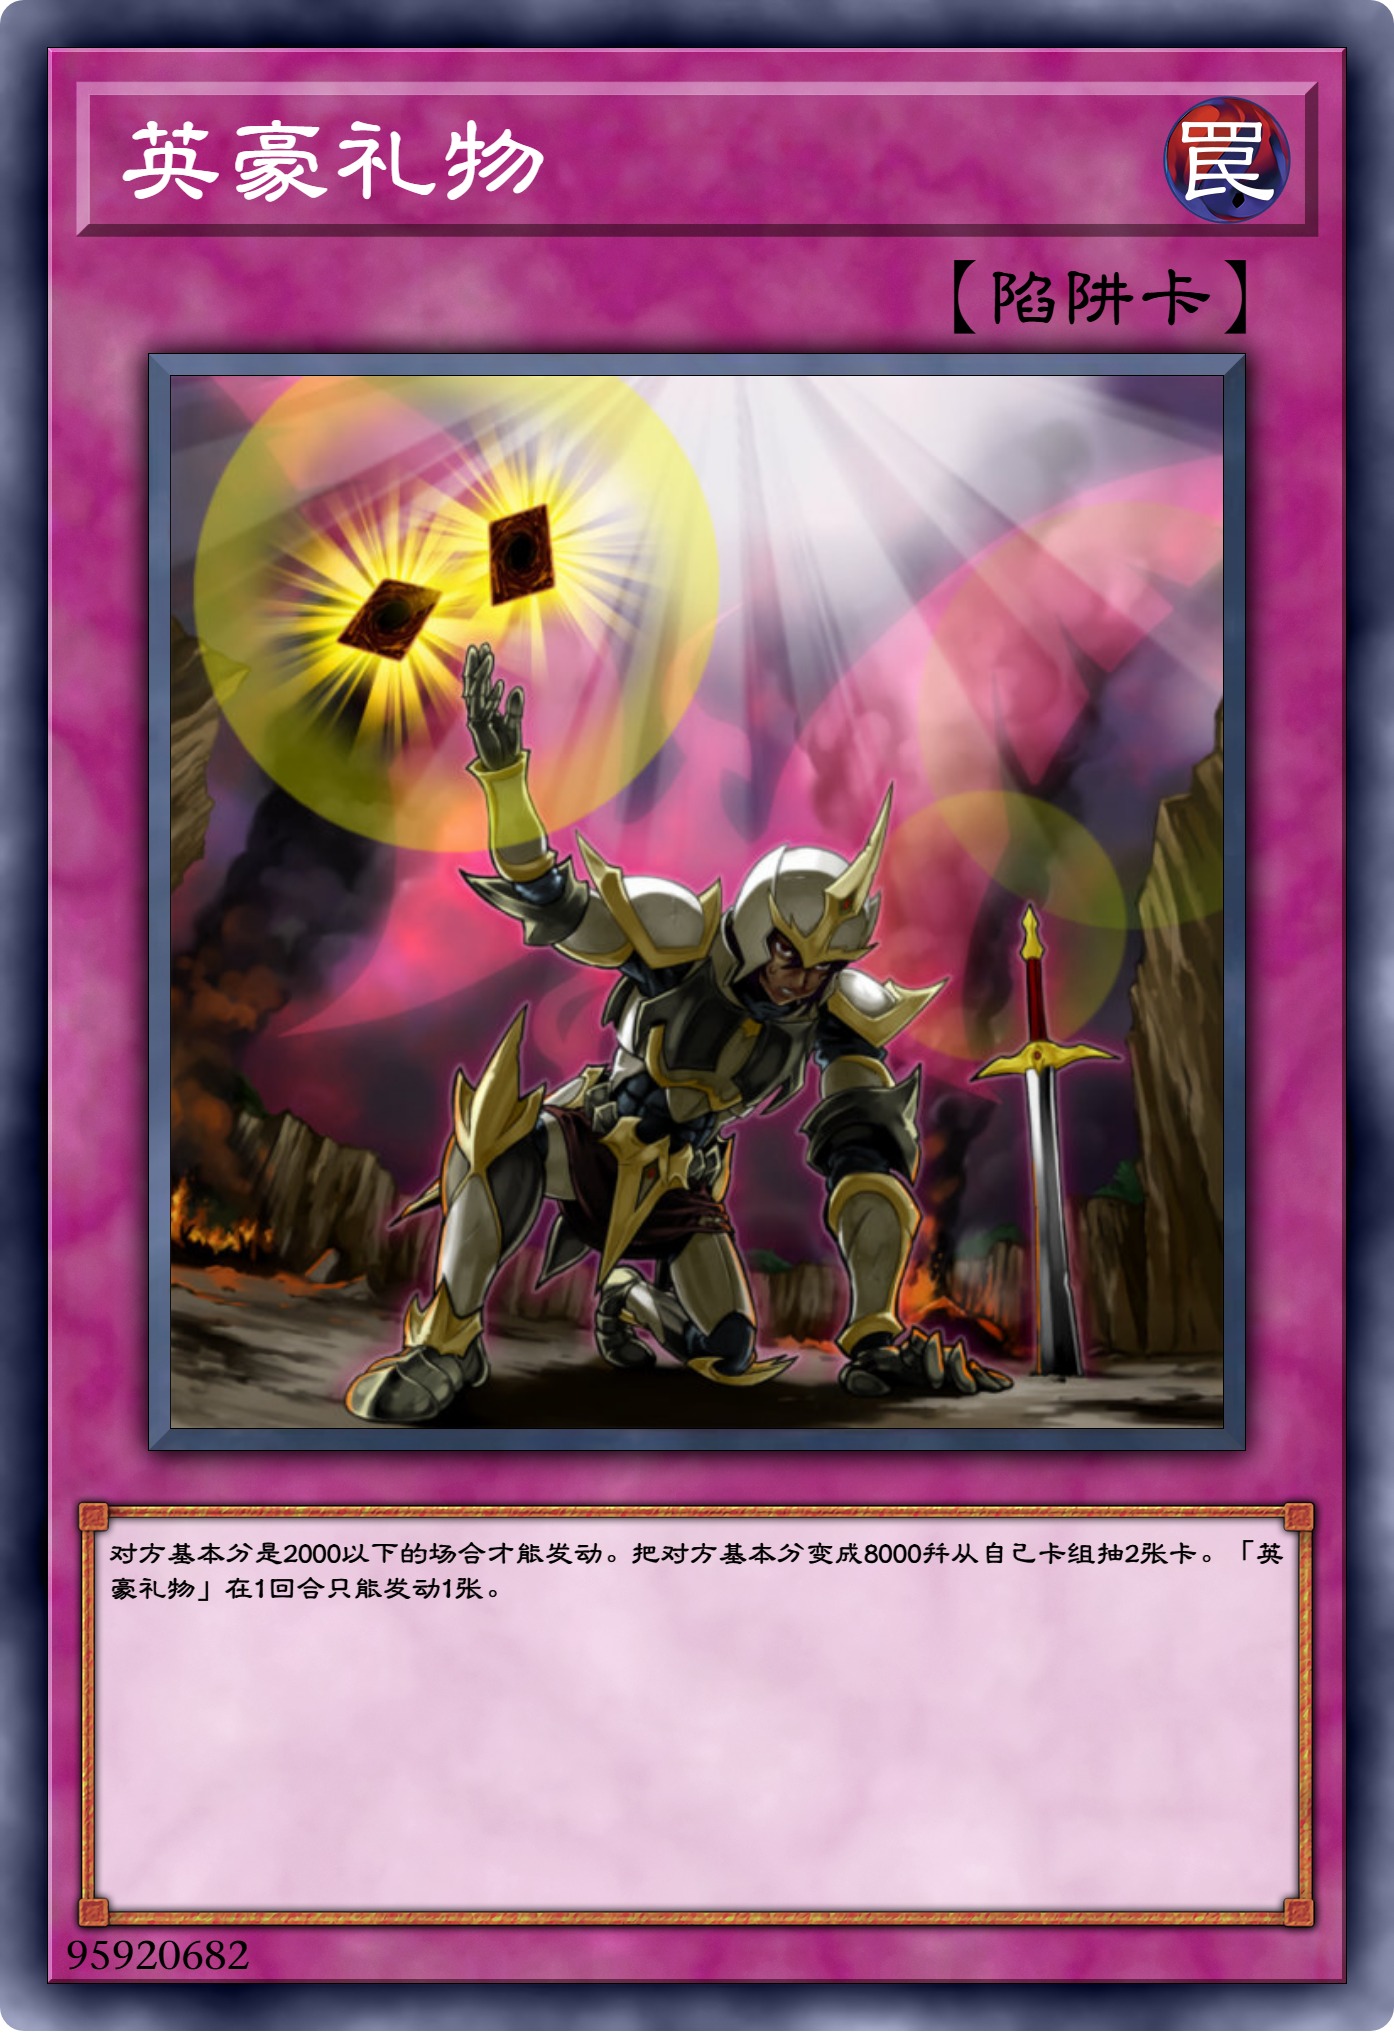 英豪礼物
罠
【陷阱卡】
对方基本分是2000以下的场合才能发动。把对方基本分变成8000并从自己卡组抽2张卡。「英
豪礼物」在1回合只能发动1张。
95920682